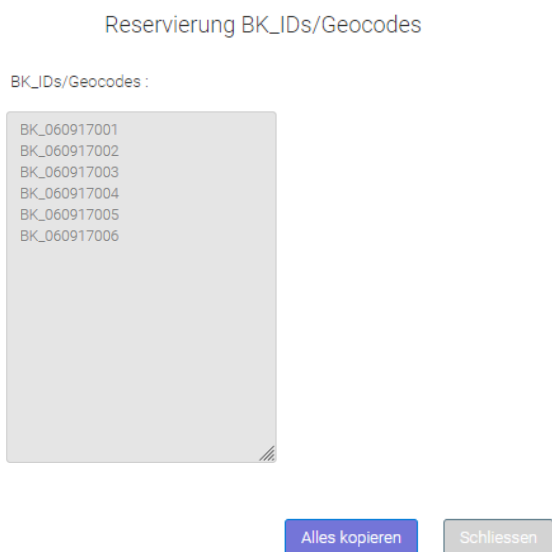 Reservierung BK_IDs/Geocodes
BK_IDs/Geocodes :
BK_060917001
BK_060917002
BK_060917003
BK_060917004
BK_060917005
BK_060917006
Alles kopieren
Schliessen